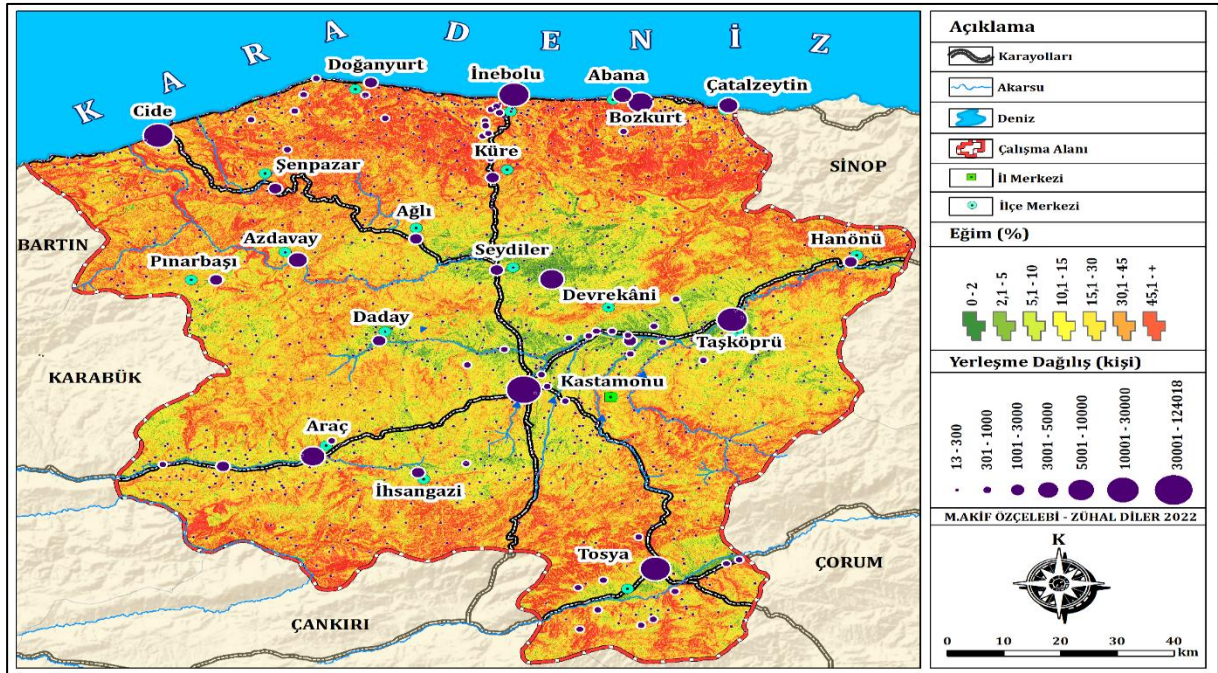 KARADENİZ
Doğanyurt
İnebolu
Abana
Çatalzeytin
Cide
Bozkurt
Şenpazar
Küre
SİNOP
Ağlı
BARTIN
Azdavay
Seydiler
Hanönü
Pınarbaşı
Devrekâni
Daday
Taşköprü
KARABÜK
Kastamonu
Araç
İhsangazi
Tosya
ÇORUM
ÇANKIRI
Açıklama
Karayolları
Akarsu
Deniz
Çalışma Alanı
İl Merkezi
İlçe Merkezi
Eğim (%)
0 - 2
2,1 - 5
5,1 - 10
10,1 - 15
15,1 - 30
30,1 - 45
45,1 - +
Yerleşme Dağılış (kişi)
13 - 300
301 - 1000
1001 - 3000
3001 - 5000
5001 - 10000
10001 - 30000
30001 - 124018
M.AKİF ÖZÇELEBİ - ZÜHAL DİLER 2022
K
0 10 20 30 40
km